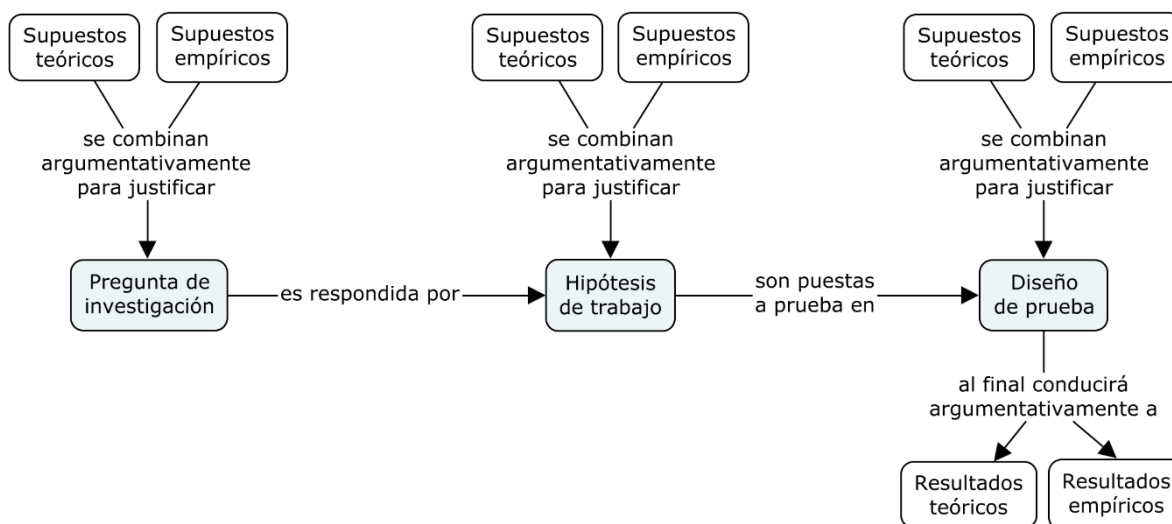 Supuestos
teóricos
Supuestos
empíricos
se combinan
argumentativamente
para justificar
Pregunta de
investigación
es respondida por
Supuestos
teóricos
Supuestos
empíricos
se combinan
argumentativamente
para justificar
Hipótesis
de trabajo
son puestas
a prueba en
Supuestos
teóricos
Supuestos
empíricos
se combinan
argumentativamente
para justificar
Diseño
de prueba
al final conducirá
argumentativamente a
Resultados
teóricos
Resultados
empíricos